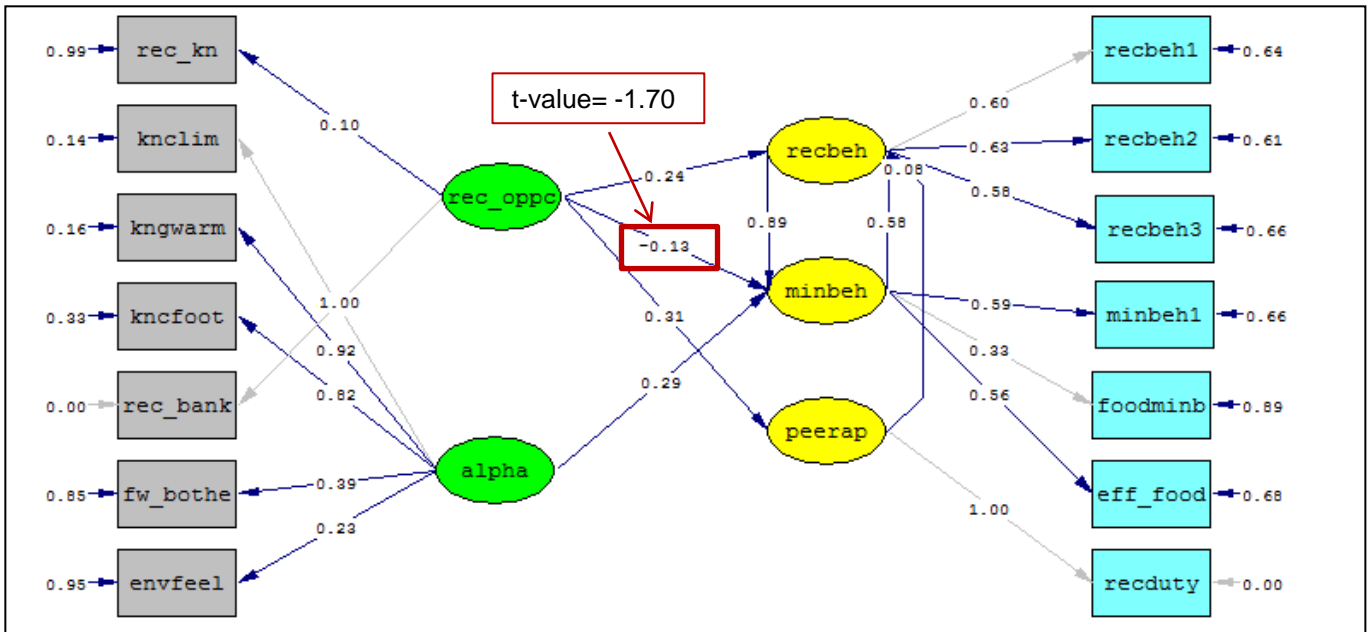 t-value= -1.70
0.99
rec_kn
0.14
knclim
0.16
kngwarm
0.33
kncfoot
0.00
rec_bank
0.85
fw_bothe
0.95
envfeel
0.10
1.00
0.92
0.82
0.39
0.23
rec_oppc
alpha
0.24
-0.13
0.31
0.29
recbeh
minbeh
peerap
0.89
0.08
0.58
0.60
0.63
0.58
0.59
0.33
0.56
1.00
recbeh1
0.64
recbeh2
0.61
recbeh3
0.66
minbeh1
0.66
foodminb
0.89
eff_food
0.68
recduty
0.00